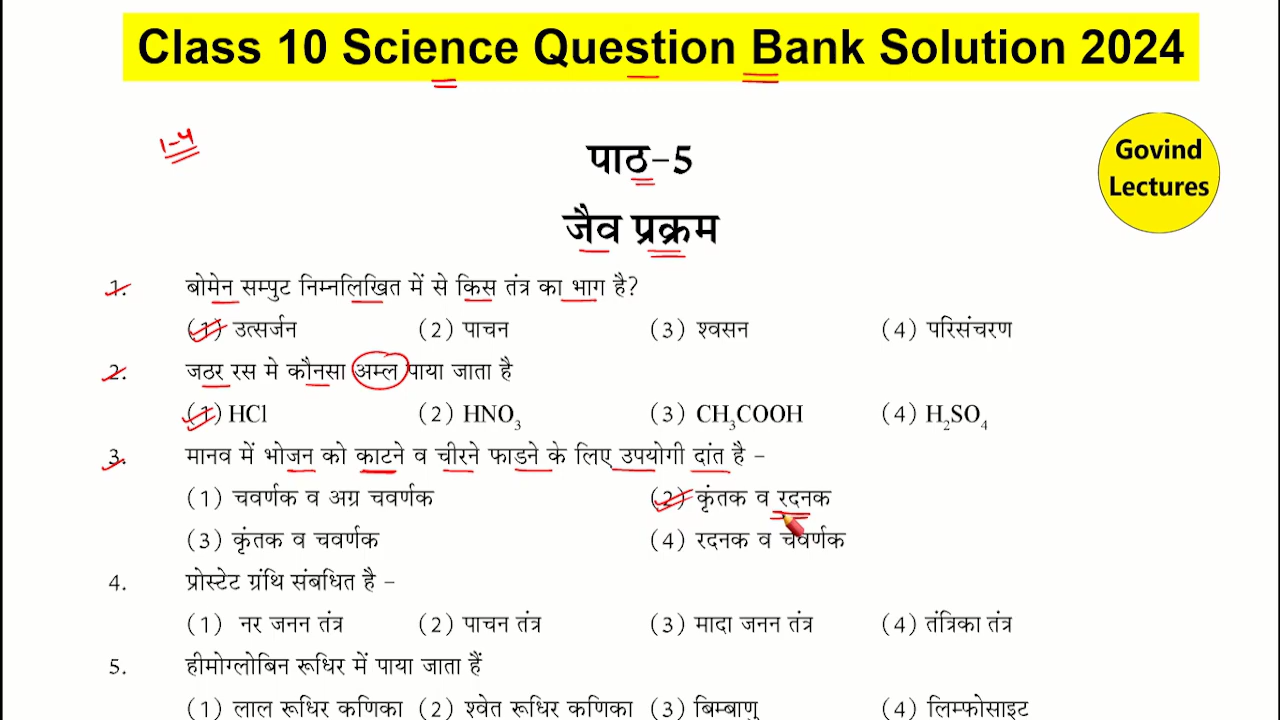 Class 10 Science Question Bank Solution 2024
1-4
Govind
Lectures
पाठ-5
जैव प्रक्रम
1. बोमेन सम्पुट निम्नलिखित में से किस तंत्र का भाग है?
(1) उत्सर्जन (2) पाचन (3) श्वसन (4) परिसंचरण
2. जठर रस मे कौनसा अम्ल पाया जाता है
(1) HCl (2) HNO₃ (3) CH₃COOH (4) H₂SO₄
3. मानव में भोजन को काटने व चीरने फाडने के लिए उपयोगी दांत है -
(1) चवर्णक व अग्र चवर्णक (2) कृंतक व रदनक
(3) कृंतक व चवर्णक (4) रदनक व चवर्णक
4. प्रोस्टेट ग्रंथि संबधित है -
(1) नर जनन तंत्र (2) पाचन तंत्र (3) मादा जनन तंत्र (4) तंत्रिका तंत्र
5. हीमोग्लोबिन रूधिर में पाया जाता हैं
(1) लाल रूधिर कणिका (2) श्वेत रूधिर कणिका (3) बिम्बाणु (4) लिम्फोसाइट